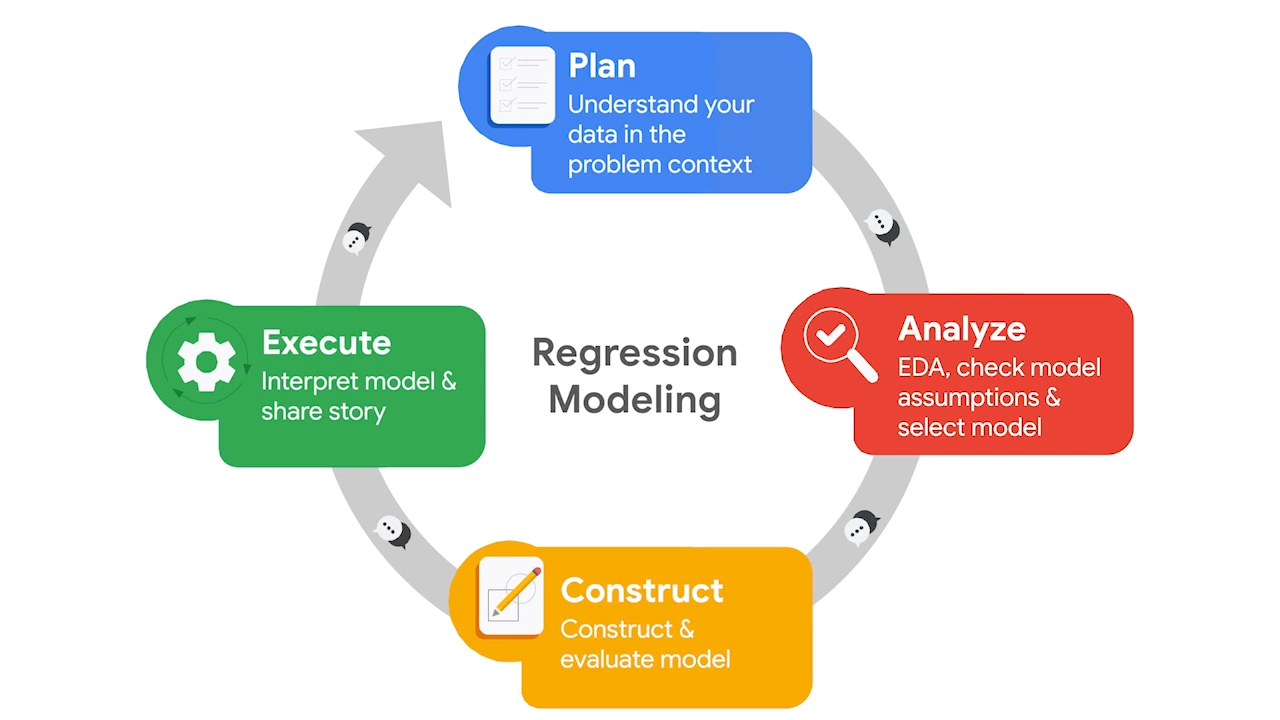 Plan
Understand your
data in the
problem context
Analyze
EDA, check model
assumptions &
select model
Construct
Construct &
evaluate model
Execute
Interpret model &
share story
Regression
Modeling